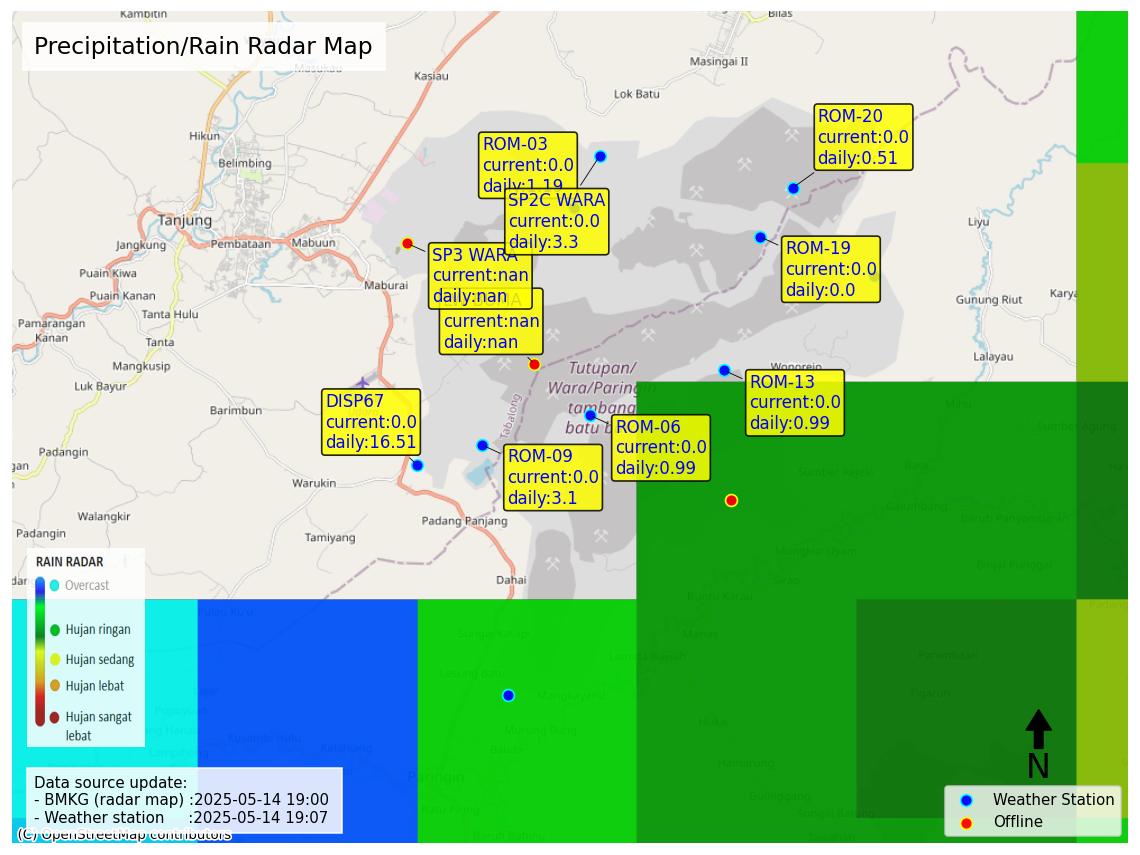 Precipitation/Rain Radar Map
Kambitin
Bilas
Masukau
Kasiau
Masingai II
Lok Batu
ROM-20
current:0.0
daily:0.51
ROM-03
current:0.0
daily:1.19
Hikun
Belimbing
SP2C WARA
current:0.0
daily:3.3
Tanjung
Liyu
Jangkung
Pembataan
Mabuun
ROM-19
current:0.0
daily:0.0
SP3 WARA
current:nan
daily:nan
Puain Kiwa
Maburai
Puain Kanan
Gunung Riut
Karya
Tanta Hulu
current:nan
daily:nan
Pamarangan
Kanan
Tanta
Lalayau
Mangkusip
Tutupan/
Wara/Paringin
tambang
batu b
Wonorejo
ROM-13
current:0.0
daily:0.99
Luk Bayur
Barimbun
DISP67
current:0.0
daily:16.51
Tabalong
ROM-06
current:0.0
daily:0.99
Padangin
ROM-09
current:0.0
daily:3.1
Warukin
Walangkir
Padang Panjang
Padangin
Tamiyang
Dahai
RAIN RADAR
Overcast
Hujan ringan
Hujan sedang
Hujan lebat
Hujan sangat
lebat
Paringin
N
Data source update:
- BMKG (radar map) :2025-05-14 19:00
- Weather station :2025-05-14 19:07
(C) OpenStreetMap contributors
Weather Station
Offline